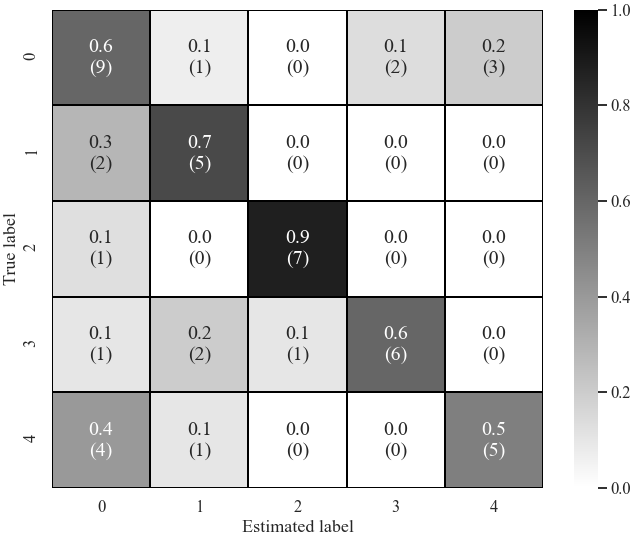 0.6 0.1 0.0 0.1 0.2
(9) (1) (0) (2) (3)
0
0.3 0.7 0.0 0.0 0.0
(2) (5) (0) (0) (0)
1
0.1 0.0 0.9 0.0 0.0
(1) (0) (7) (0) (0)
2
0.1 0.2 0.1 0.6 0.0
(1) (2) (1) (6) (0)
3
0.4 0.1 0.0 0.0 0.5
(4) (1) (0) (0) (5)
4
True label
0 1 2 3 4
Estimated label
1.0
0.8
0.6
0.4
0.2
0.0